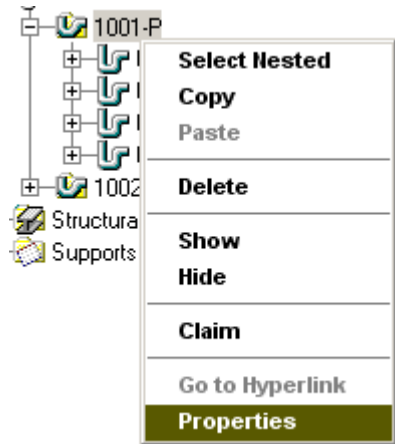 1001-P
Select Nested
Copy
Paste
Delete
1002
Structura
Show
Supports
Hide
Claim
Go to Hyperlink
Properties